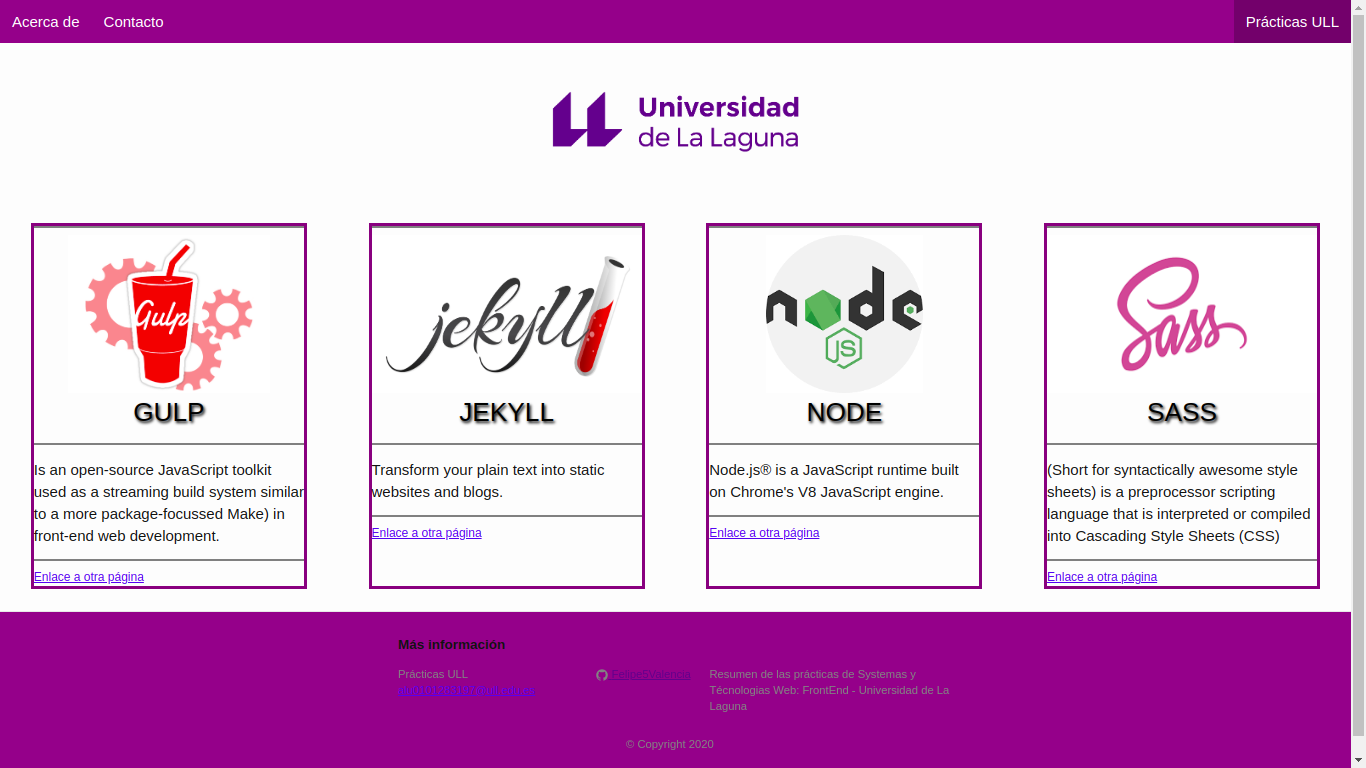 Acerca de Contacto Prácticas ULL
Universidad
de La Laguna
Gulp
GULP
Is an open-source JavaScript toolkit
used as a streaming build system similar
to a more package-focussed Make) in
front-end web development.
Enlace a otra página
jekyll
JEKYLL
Transform your plain text into static
websites and blogs.
Enlace a otra página
node
JS
NODE
Node.js® is a JavaScript runtime built
on Chrome's V8 JavaScript engine.
Enlace a otra página
Sass
SASS
(Short for syntactically awesome style
sheets) is a preprocessor scripting
language that is interpreted or compiled
into Cascading Style Sheets (CSS)
Enlace a otra página
Más información
Prácticas ULL
FelipeSValencia
Resumen de las prácticas de Systemas y
Técnologias Web: FrontEnd - Universidad de La
Laguna
© Copyright 2020